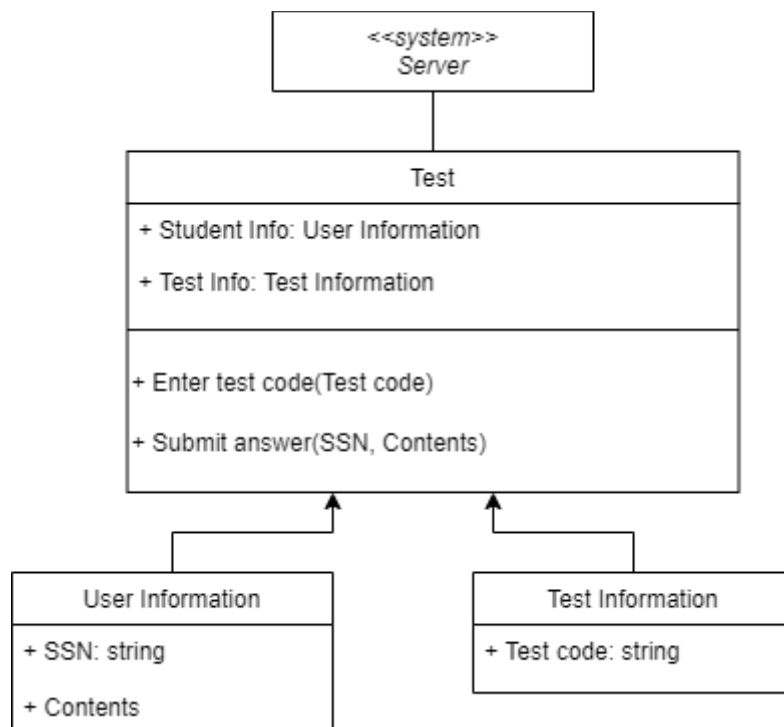 <<system>>
Server
Test
+ Student Info: User Information
+ Test Info: Test Information
+ Enter test code(Test code)
+ Submit answer(SSN, Contents)
User Information
+ SSN: string
+ Contents
Test Information
+ Test code: string